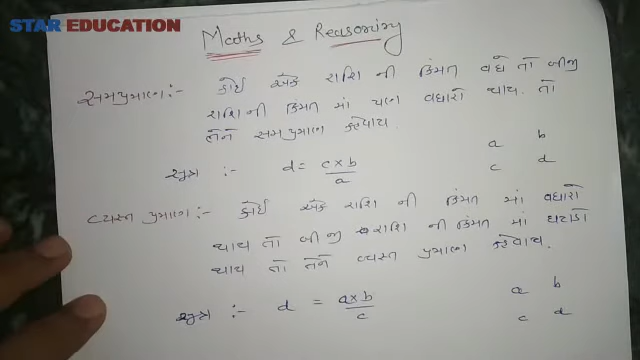 STAR EDUCATION
Maths & Reasoning
સમપ્રમાણ :- કોઈ એક રાશિ ની કિંમત વધે તો બીજી
રાશિ ની કિંમત માં પણ વધારો થાય તો
તેને સમપ્રમાણ કહેવાય.
સૂત્ર :- d = c×b/a
a b
c d
વ્યસ્ત પ્રમાણ :- કોઈ એક રાશિ ની કિંમત માં વધારો
થાય તો બીજી રાશિ ની કિંમત માં ઘટાડો
થાય તો તેને વ્યસ્ત પ્રમાણ કહેવાય.
સૂત્ર :- d = a×b/c
a b
c d